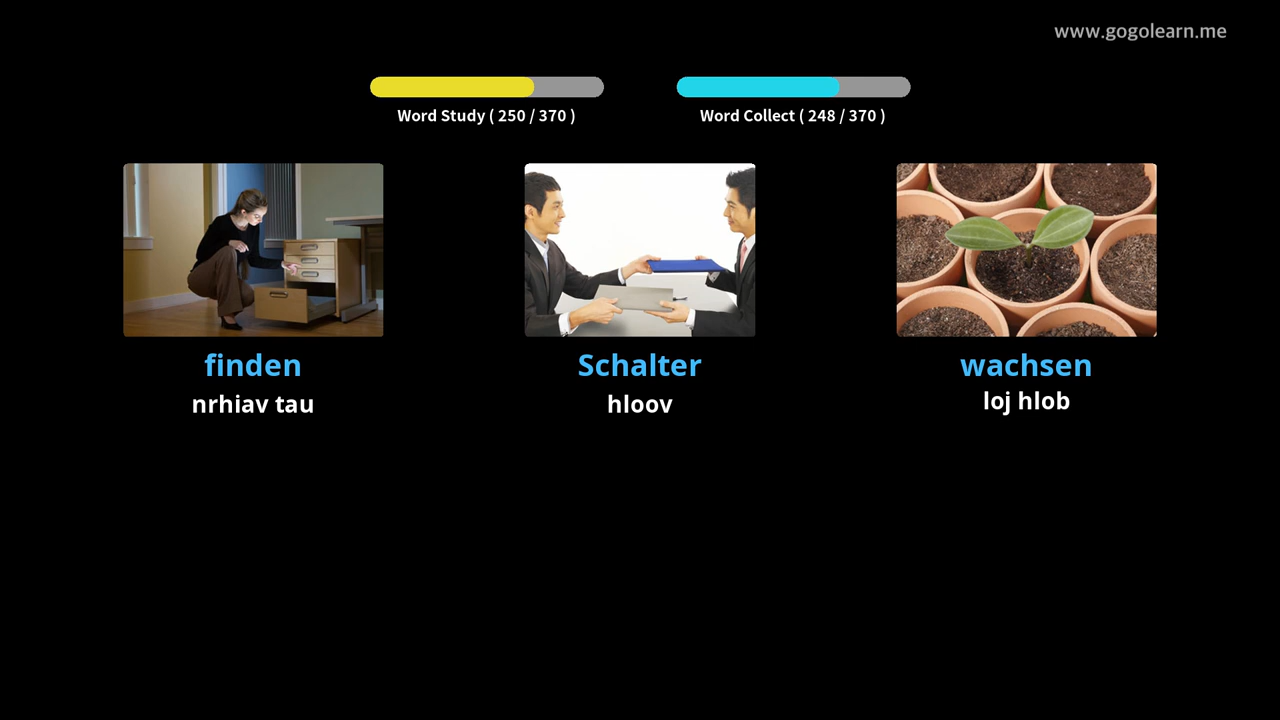 www.gogolearn.me
Word Study ( 250 / 370 )
Word Collect ( 248 / 370 )
finden
nrhiav tau
Schalter
hloov
wachsen
loj hlob